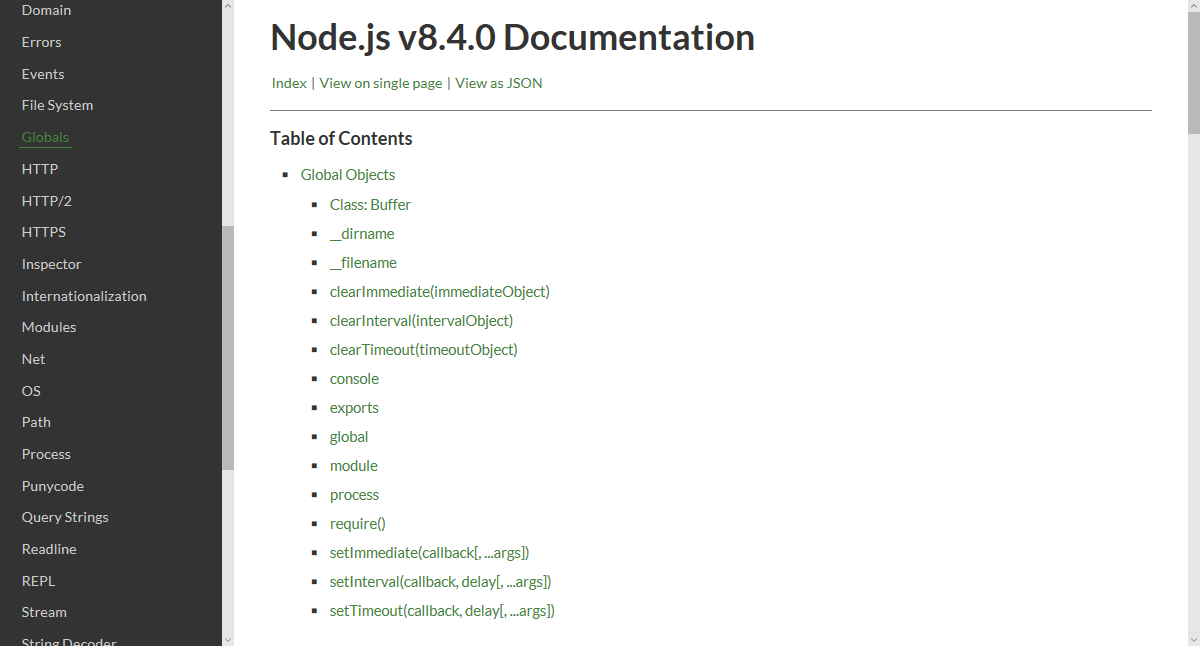 Domain
Errors
Events
File System
Globals
HTTP
HTTP/2
HTTPS
Inspector
Internationalization
Modules
Net
OS
Path
Process
Punycode
Query Strings
Readline
REPL
Stream
String Decoder
Node.js v8.4.0 Documentation
Index | View on single page | View as JSON
Table of Contents
Global Objects
Class: Buffer
__dirname
__filename
clearImmediate(immediateObject)
clearInterval(intervalObject)
clearTimeout(timeoutObject)
console
exports
global
module
process
require()
setImmediate(callback[, ...args])
setInterval(callback, delay[, ...args])
setTimeout(callback, delay[, ...args])